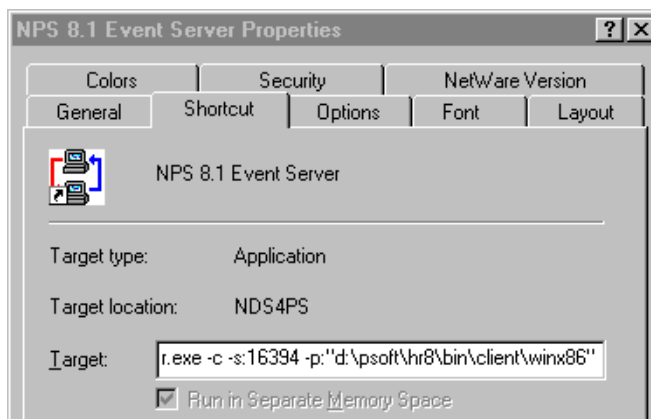 NPS 8.1 Event Server Properties
Colors Security NetWare Version
General Shortcut Options Font Layout
NPS 8.1 Event Server
Target type: Application
Target location: NDS4PS
Target: r.exe -c -s:16394 -p:"d:\psoft\hr8\bin\client\winx86"
Run in Separate Memory Space